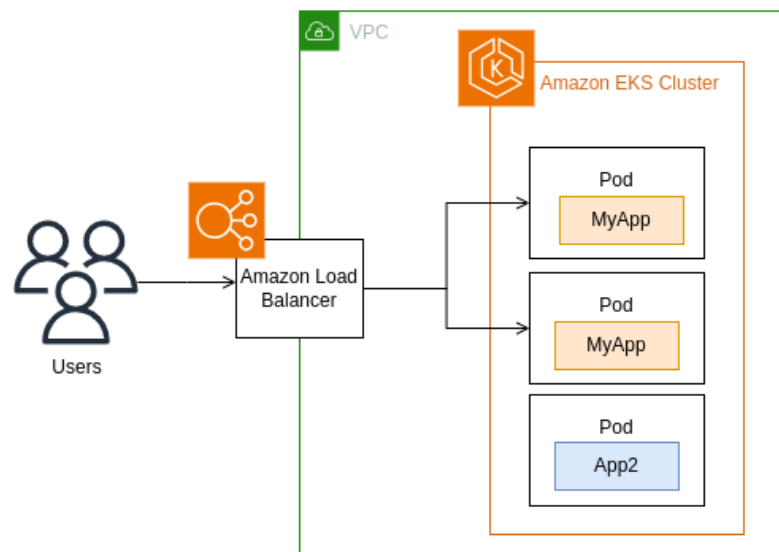 VPC
Amazon EKS Cluster
Pod
MyApp
Amazon Load
Balancer
Pod
MyApp
Users
Pod
App2